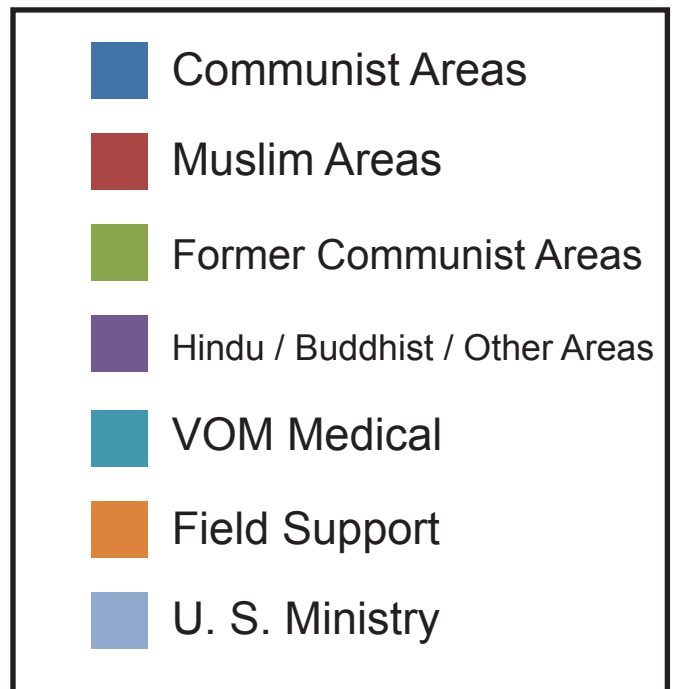 Communist Areas
Muslim Areas
Former Communist Areas
Hindu / Buddhist / Other Areas
VOM Medical
Field Support
U. S. Ministry